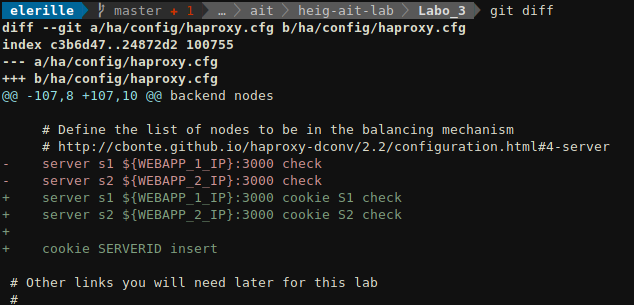 elerille master + 1 … ait heig-ait-lab Labo_3 git diff
diff --git a/ha/config/haproxy.cfg b/ha/config/haproxy.cfg
index c3b6d47..24872d2 100755
--- a/ha/config/haproxy.cfg
+++ b/ha/config/haproxy.cfg
@@ -107,8 +107,10 @@ backend nodes
# Define the list of nodes to be in the balancing mechanism
# http://cbonte.github.io/haproxy-dconv/2.2/configuration.html#4-server
-    server s1 ${WEBAPP_1_IP}:3000 check
-    server s2 ${WEBAPP_2_IP}:3000 check
+    server s1 ${WEBAPP_1_IP}:3000 cookie S1 check
+    server s2 ${WEBAPP_2_IP}:3000 cookie S2 check
+
+    cookie SERVERID insert
# Other links you will need later for this lab
#